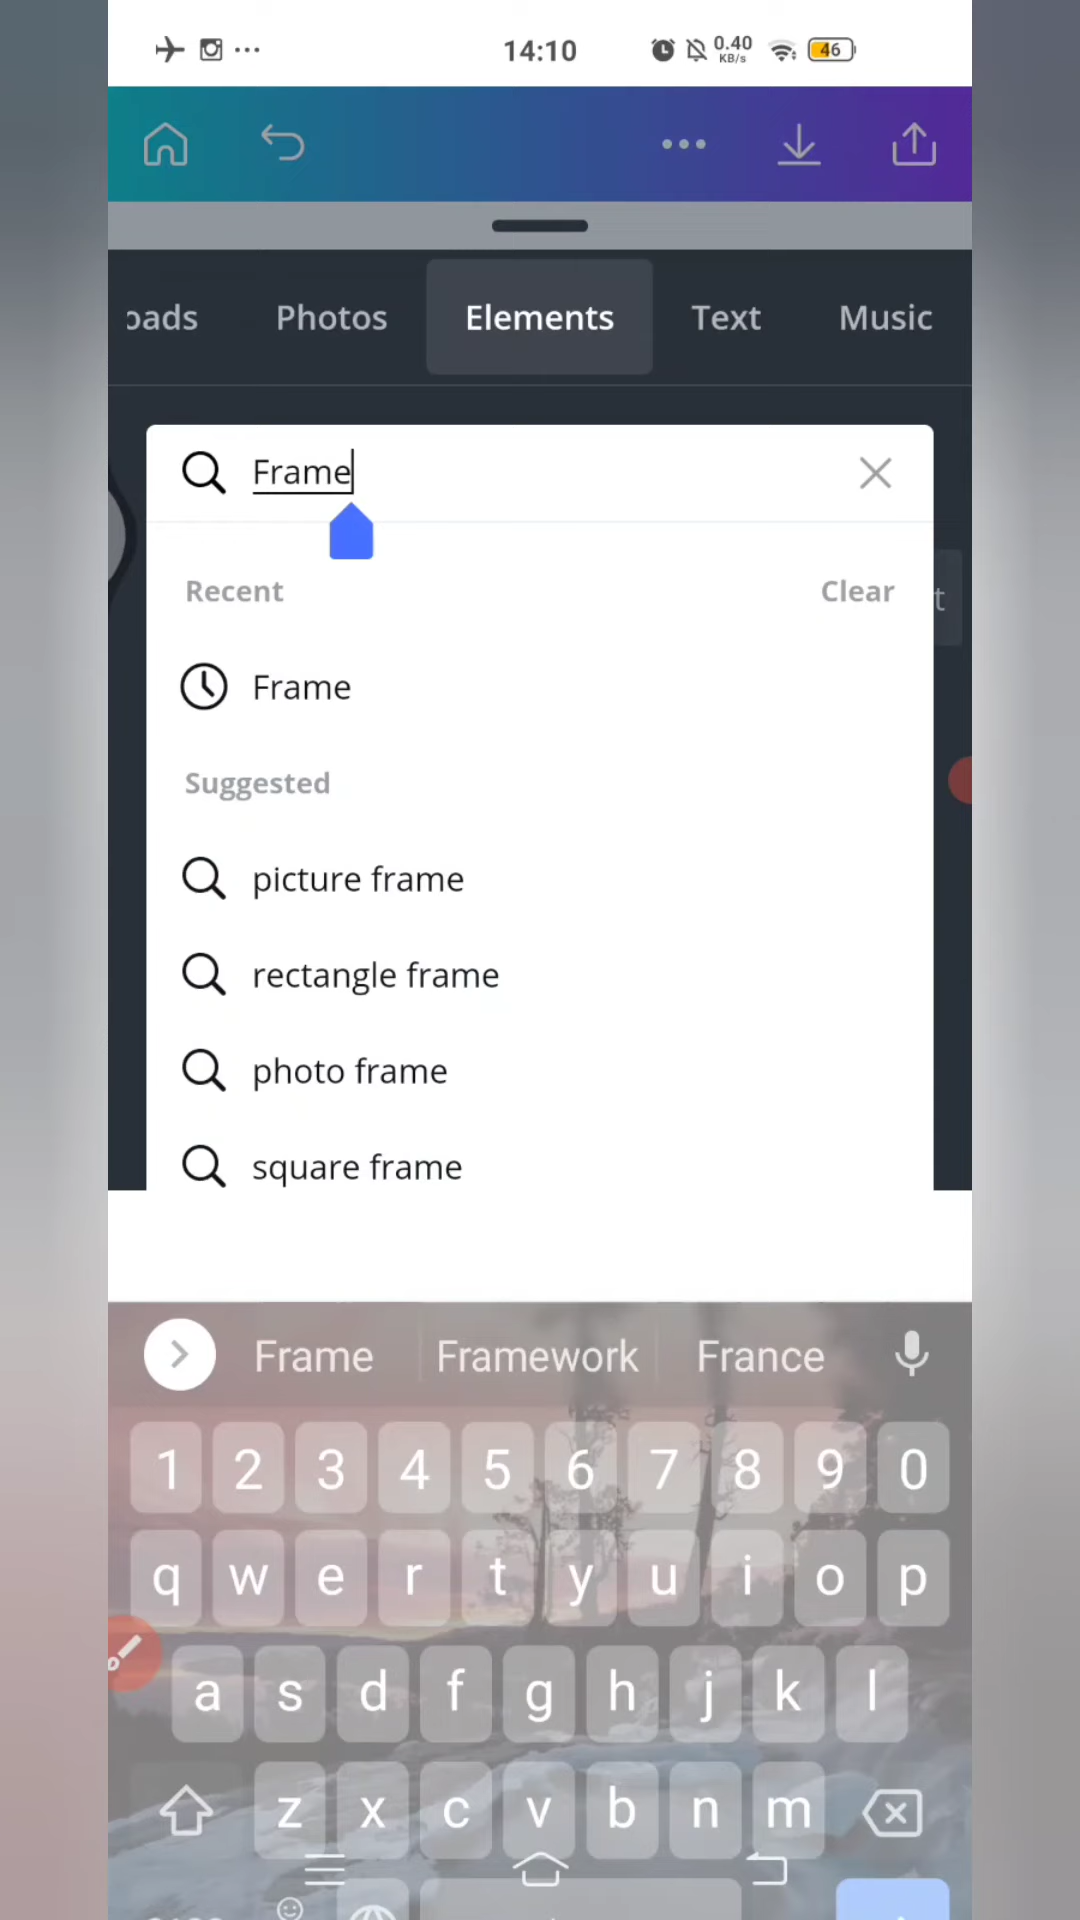 14:10
0.40
KB/s
46
oads Photos Elements Text Music
Frame
Recent Clear
t
Frame
Suggested
picture frame
rectangle frame
photo frame
square frame
Frame Framework France
1 2 3 4 5 6 7 8 9 0
q w e r t y u i o p
a s d f g h j k l
z x c v b n m